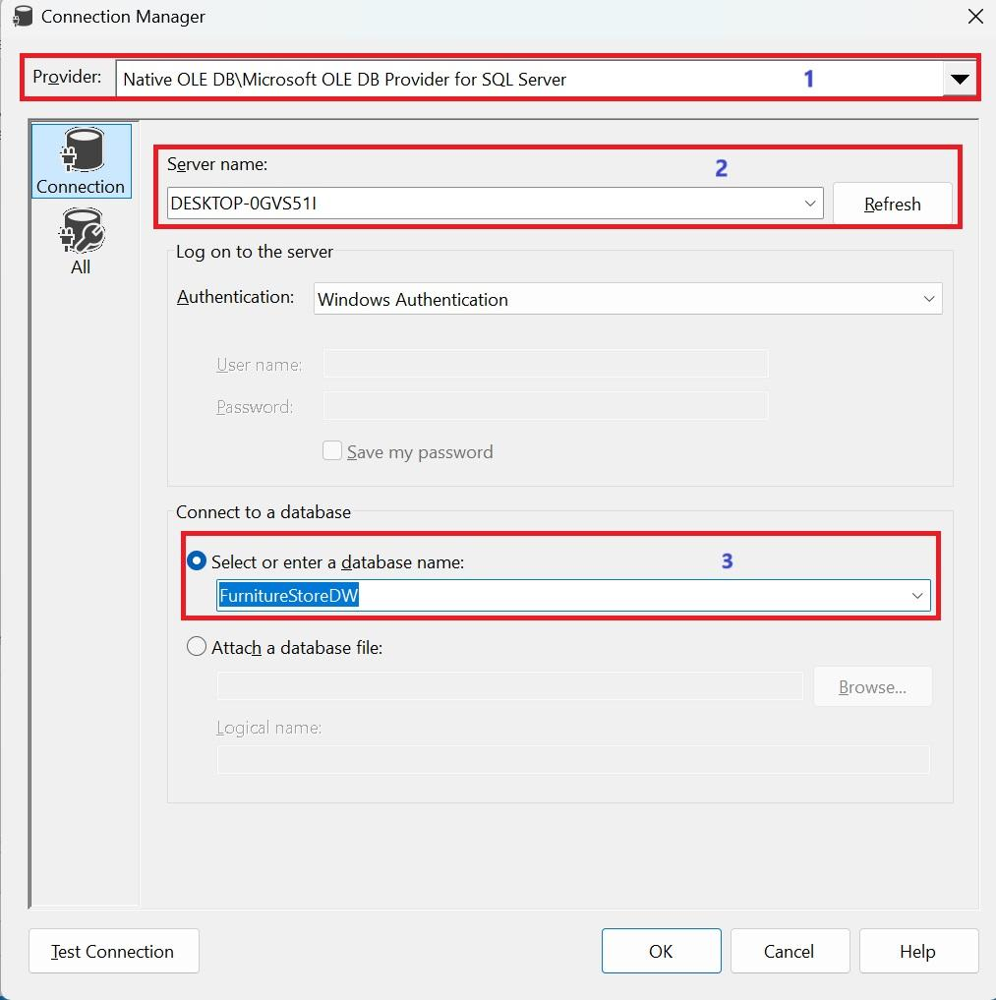 Connection Manager
Provider: Native OLE DB\Microsoft OLE DB Provider for SQL Server 1
Connection
All
Server name: 2
DESKTOP-0GVS51I Refresh
Log on to the server
Authentication: Windows Authentication
User name:
Password:
Save my password
Connect to a database
Select or enter a database name: 3
FurnitureStoreDW
Attach a database file:
Browse...
Logical name:
Test Connection OK Cancel Help